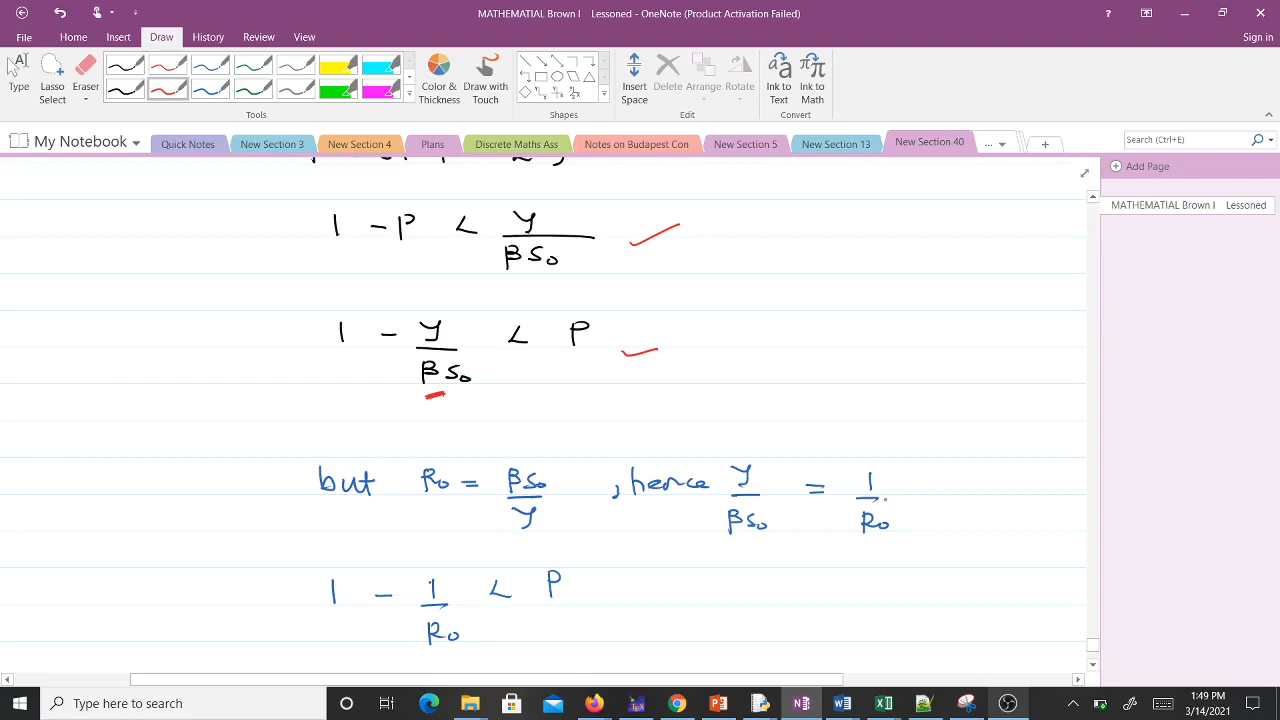 MATHEMATIAL Brown I Lessoned - OneNote (Product Activation Failed)
File Home Insert Draw History Review View Sign in
Type Lasso Select Eraser Color & Thickness Draw with Touch Insert Space Delete Arrange Rotate Ink to Text Ink to Math
Tools Shapes Edit Convert
My Notebook Quick Notes New Section 3 New Section 4 Plans Discrete Maths Ass Notes on Budapest Con New Section 5 New Section 13 New Section 40 ... + Search (Ctrl+E)
Add Page
MATHEMATIAL Brown I Lessoned
1 - P < γ / βS₀
1 - γ / βS₀ < P
but R₀ = βS₀ / γ , hence γ / βS₀ = 1 / R₀
1 - 1 / R₀ < P
Type here to search
1:49 PM
3/14/2021